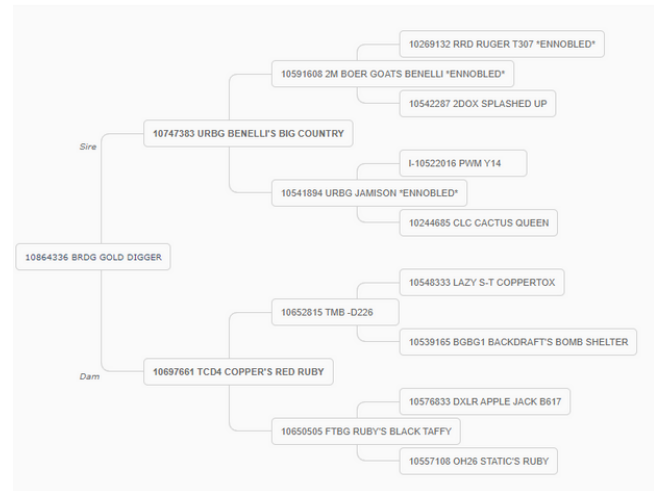 10269132 RRD RUGER T307 *ENNOBLED*
10591608 2M BOER GOATS BENELLI *ENNOBLED*
10542287 2DOX SPLASHED UP
10747383 URBG BENELLI'S BIG COUNTRY
Sire
I-10522016 PWM Y14
10541894 URBG JAMISON *ENNOBLED*
10244685 CLC CACTUS QUEEN
10864336 BRDG GOLD DIGGER
10548333 LAZY S-T COPPERTOX
10652815 TMB -D226
10539165 BGBG1 BACKDRAFT'S BOMB SHELTER
10697661 TCD4 COPPER'S RED RUBY
Dam
10576833 DXLR APPLE JACK B617
10650505 FTBG RUBY'S BLACK TAFFY
10557108 OH26 STATIC'S RUBY